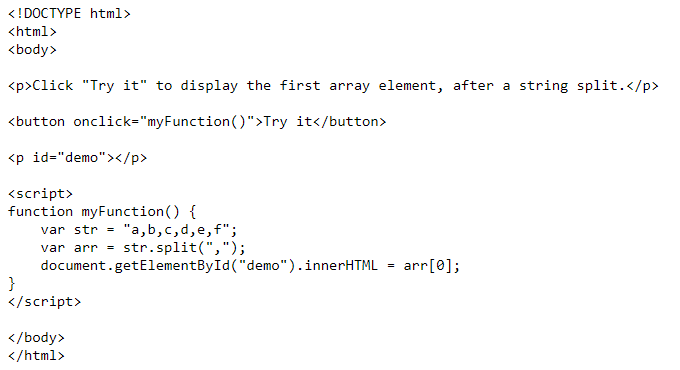 <!DOCTYPE html>
<html>
<body>

<p>Click "Try it" to display the first array element, after a string split.</p>

<button onclick="myFunction()">Try it</button>

<p id="demo"></p>

<script>
function myFunction() {
    var str = "a,b,c,d,e,f";
    var arr = str.split(",");
    document.getElementById("demo").innerHTML = arr[0];
}
</script>

</body>
</html>